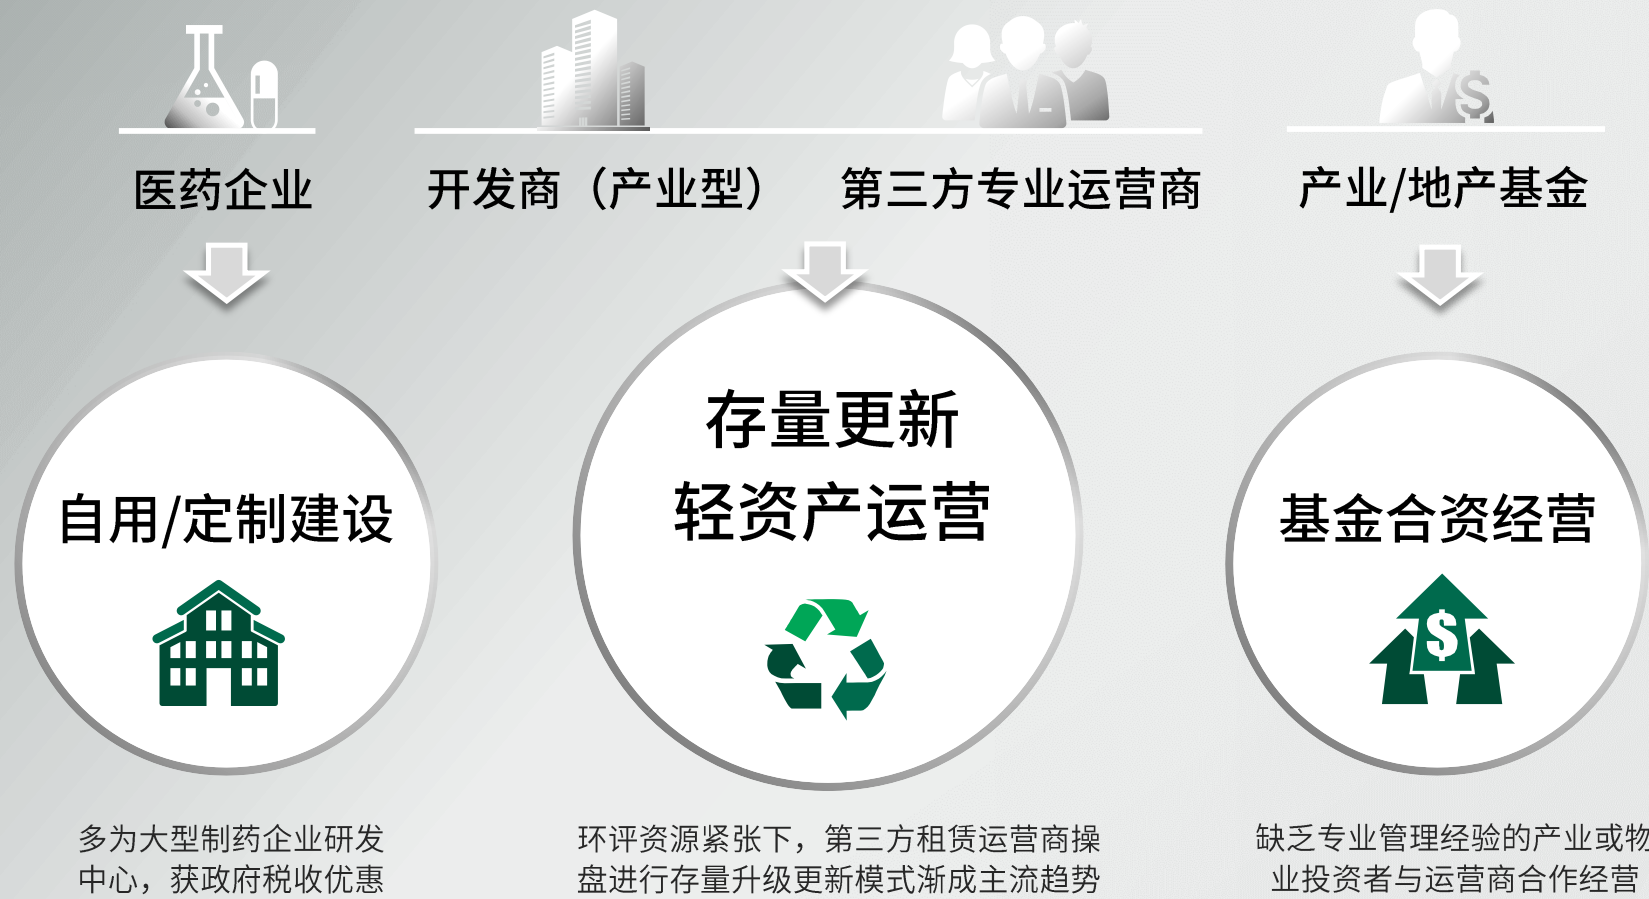 医药企业
开发商（产业型）
第三方专业运营商
产业/地产基金
自用/定制建设
存量更新
轻资产运营
基金合资经营
多为大型制药企业研发
中心，获政府税收优惠
环评资源紧张下，第三方租赁运营商操
盘进行存量升级更新模式渐成主流趋势
缺乏专业管理经验的产业或物
业投资者与运营商合作经营